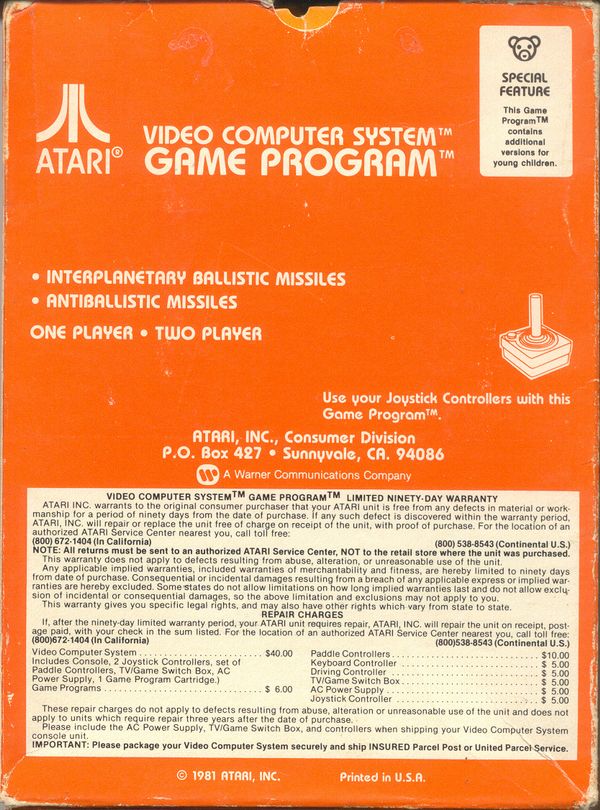 SPECIAL
FEATURE
This Game
Program™
contains
additional
versions for
young children.
ATARI®
VIDEO COMPUTER SYSTEM™
GAME PROGRAM™
• INTERPLANETARY BALLISTIC MISSILES
• ANTIBALLISTIC MISSILES
ONE PLAYER • TWO PLAYER
Use your Joystick Controllers with this
Game Program™.
ATARI, INC., Consumer Division
P.O. Box 427 • Sunnyvale, CA. 94086
A Warner Communications Company
VIDEO COMPUTER SYSTEM™ GAME PROGRAM™ LIMITED NINETY-DAY WARRANTY
ATARI INC. warrants to the original consumer purchaser that your ATARI unit is free from any defects in material or work-
manship for a period of ninety days from the date of purchase. If any such defect is discovered within the warranty period,
ATARI, INC. will repair or replace the unit free of charge on receipt of the unit, with proof of purchase. For the location of an
authorized ATARI Service Center nearest you, call toll free:
(800) 672-1404 (In California) (800) 538-8543 (Continental U.S.)
NOTE: All returns must be sent to an authorized ATARI Service Center, NOT to the retail store where the unit was purchased.
This warranty does not apply to defects resulting from abuse, alteration, or unreasonable use of the unit.
Any applicable implied warranties, included warranties of merchantability and fitness, are hereby limited to ninety days
from date of purchase. Consequential or incidental damages resulting from a breach of any applicable express or implied war-
ranties are hereby excluded. Some states do not allow limitations on how long implied warranties last and do not allow exclu-
sion of incidental or consequential damages, so the above limitation and exclusions may not apply to you.
This warranty gives you specific legal rights, and may also have other rights which vary from state to state.
REPAIR CHARGES
If, after the ninety-day limited warranty period, your ATARI unit requires repair, ATARI, INC. will repair the unit on receipt, post-
age paid, with your check in the sum listed. For the location of an authorized ATARI Service Center nearest you, call toll free:
(800)672-1404 (In California) (800)538-8543 (Continental U.S.)
Video Computer System . . . . . . . . . . . . . . . . . . . . . $40.00
Includes Console, 2 Joystick Controllers, set of
Paddle Controllers, TV/Game Switch Box, AC
Power Supply, 1 Game Program Cartridge.)
Game Programs . . . . . . . . . . . . . . . . . . . . . . . . . . . $ 6.00
Paddle Controllers . . . . . . . . . . . . . . . . . . . . . . . . . $10.00
Keyboard Controller . . . . . . . . . . . . . . . . . . . . . . . $ 5.00
Driving Controller . . . . . . . . . . . . . . . . . . . . . . . . . $ 5.00
TV/Game Switch Box . . . . . . . . . . . . . . . . . . . . . . . $ 5.00
AC Power Supply . . . . . . . . . . . . . . . . . . . . . . . . . . $ 5.00
Joystick Controller . . . . . . . . . . . . . . . . . . . . . . . . $ 5.00
These repair charges do not apply to defects resulting from abuse, alteration or unreasonable use of the unit and does not
apply to units which require repair three years after the date of purchase.
Please include the AC Power Supply, TV/Game Switch Box, and controllers when shipping your Video Computer System
console unit.
IMPORTANT: Please package your Video Computer System securely and ship INSURED Parcel Post or United Parcel Service.
© 1981 ATARI, INC. Printed in U.S.A.